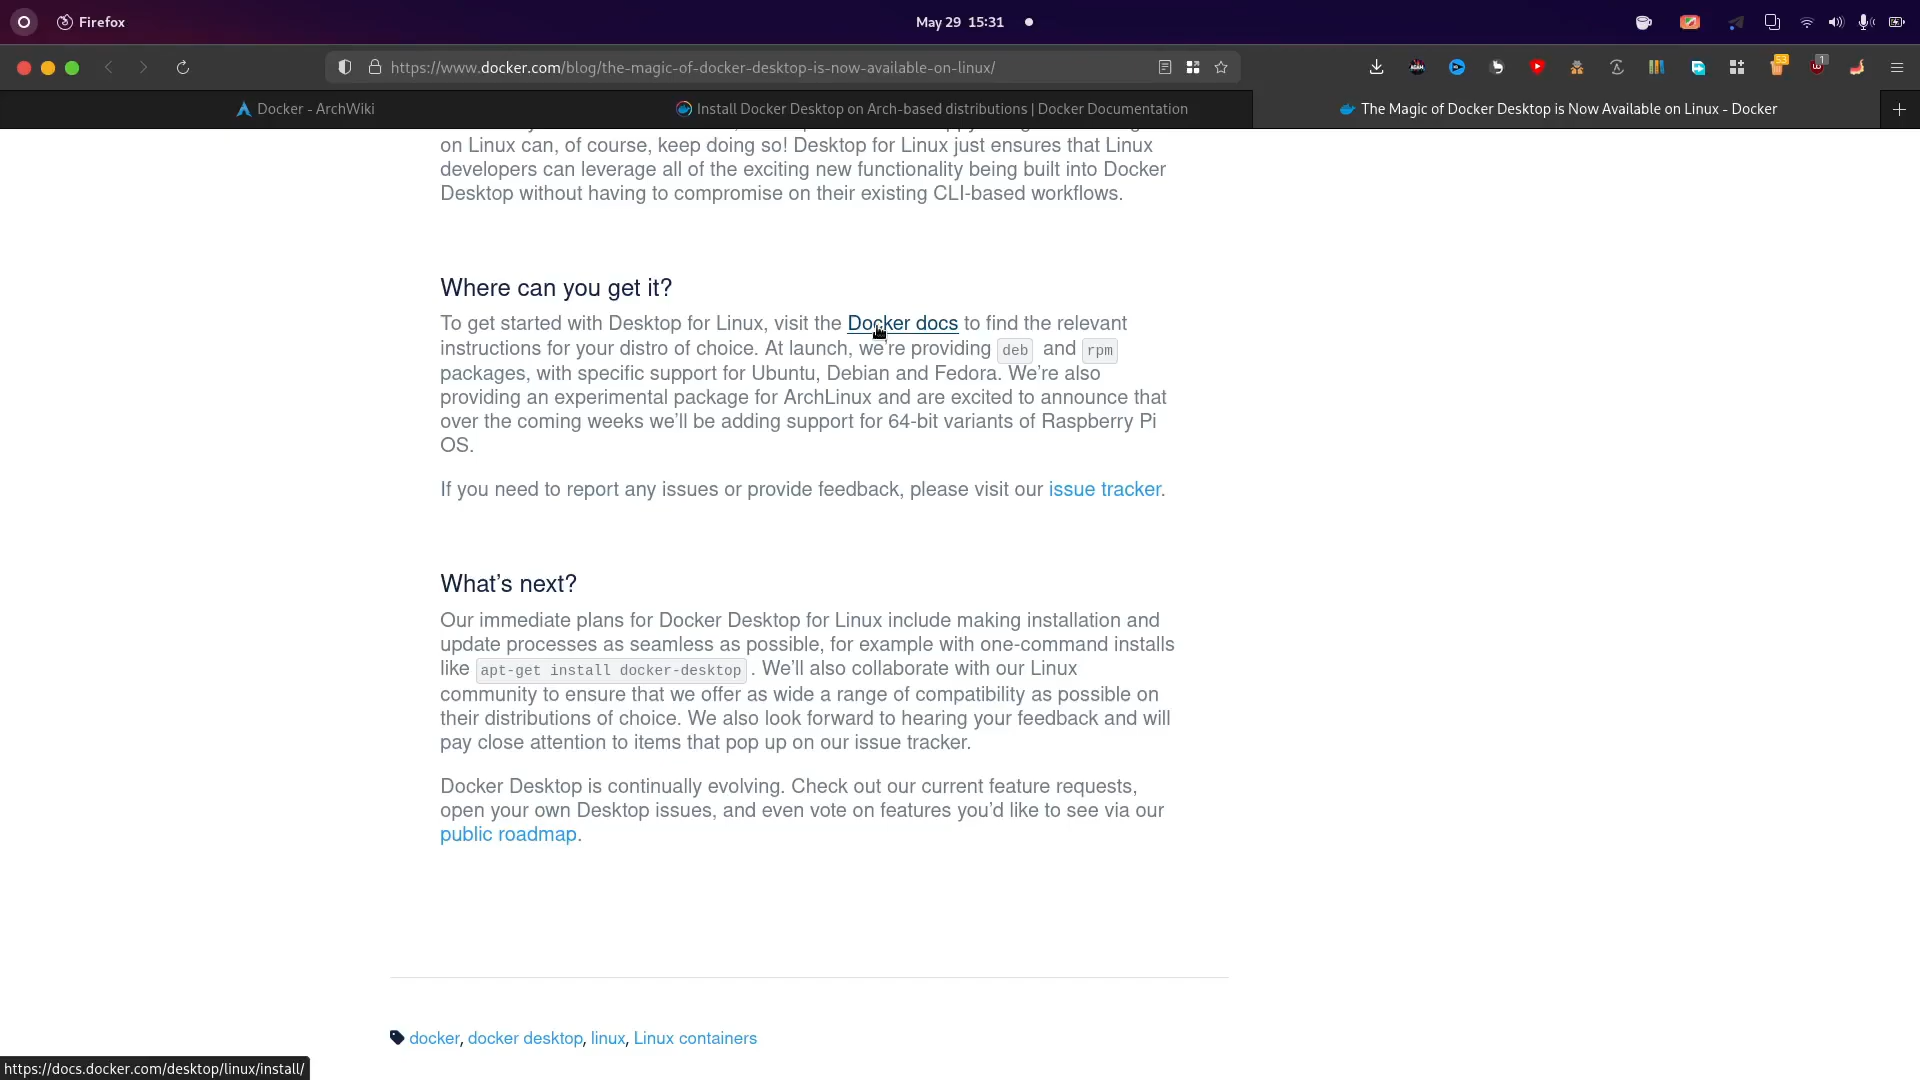 Firefox
May 29 15:31
https://www.docker.com/blog/the-magic-of-docker-desktop-is-now-available-on-linux/
53
1
Docker - ArchWiki
Install Docker Desktop on Arch-based distributions | Docker Documentation
The Magic of Docker Desktop is Now Available on Linux - Docker
on Linux can, of course, keep doing so! Desktop for Linux just ensures that Linux
developers can leverage all of the exciting new functionality being built into Docker
Desktop without having to compromise on their existing CLI-based workflows.
Where can you get it?
To get started with Desktop for Linux, visit the Docker docs to find the relevant
instructions for your distro of choice. At launch, we’re providing deb and rpm
packages, with specific support for Ubuntu, Debian and Fedora. We’re also
providing an experimental package for ArchLinux and are excited to announce that
over the coming weeks we’ll be adding support for 64-bit variants of Raspberry Pi
OS.
If you need to report any issues or provide feedback, please visit our issue tracker.
What’s next?
Our immediate plans for Docker Desktop for Linux include making installation and
update processes as seamless as possible, for example with one-command installs
like apt-get install docker-desktop . We’ll also collaborate with our Linux
community to ensure that we offer as wide a range of compatibility as possible on
their distributions of choice. We also look forward to hearing your feedback and will
pay close attention to items that pop up on our issue tracker.
Docker Desktop is continually evolving. Check out our current feature requests,
open your own Desktop issues, and even vote on features you’d like to see via our
public roadmap.
docker, docker desktop, linux, Linux containers
https://docs.docker.com/desktop/linux/install/